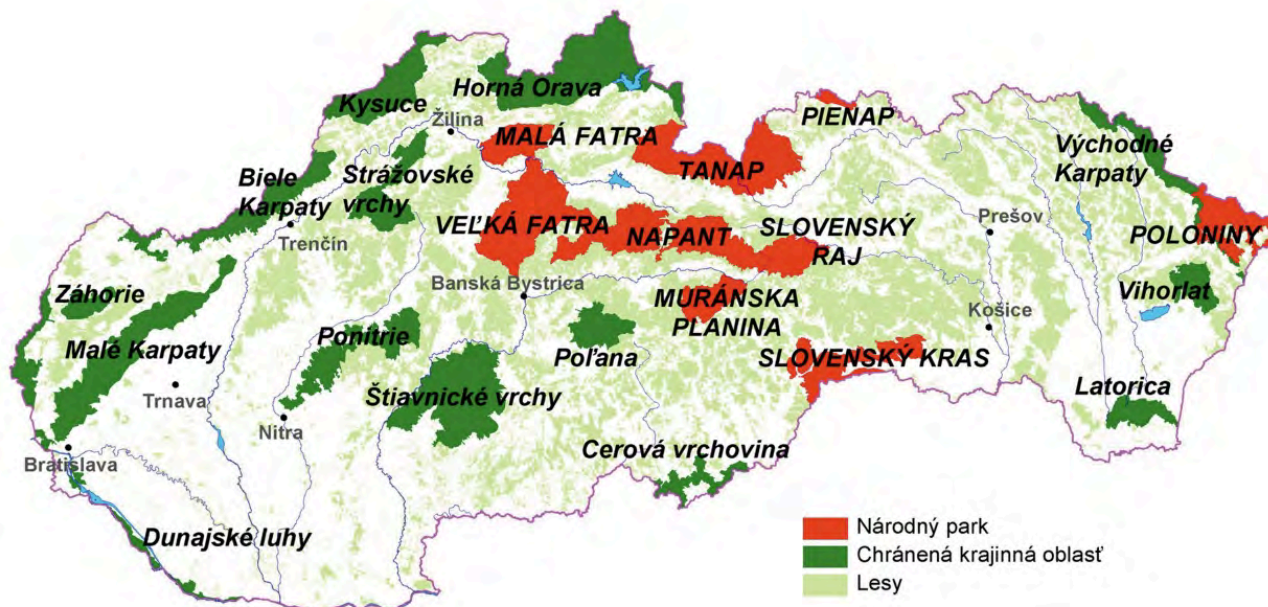 Horná Orava
Kysuce
Žilina
PIENAP
MALÁ FATRA
Východné
Karpaty
TANAP
Strážovské
vrchy
Biele
Karpaty
Trenčín
VEĽKÁ FATRA
NAPANT
SLOVENSKÝ
RAJ
Prešov
POLONINY
Banská Bystrica
Záhorie
MURÁNSKA
PLANINA
Vihorlat
Košice
Ponitrie
Malé Karpaty
Poľana
SLOVENSKÝ KRAS
Štiavnické vrchy
Latorica
Trnava
Nitra
Cerová vrchovina
Bratislava
Dunajské luhy
Národný park
Chránená krajinná oblasť
Lesy